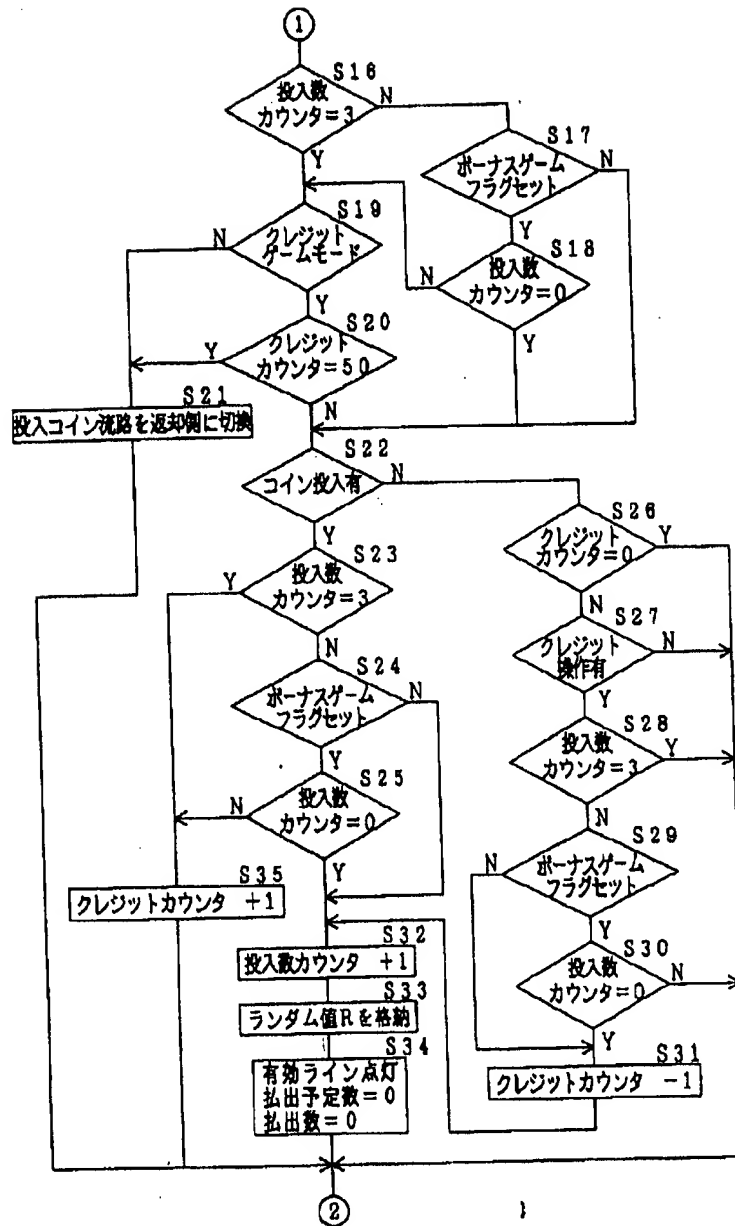 ①
S16
投入数
カウンタ=3
N
Y
S17
ボーナスゲーム
フラグセット
N
Y
S18
投入数
カウンタ=0
N
Y
S19
クレジット
ゲームモード
N
Y
S20
クレジット
カウンタ=50
Y
N
S21
投入コイン流路を返却側に切換
S22
コイン投入有
N
Y
S23
投入数
カウンタ=3
Y
N
S24
ボーナスゲーム
フラグセット
N
Y
S25
投入数
カウンタ=0
N
Y
S26
クレジット
カウンタ=0
Y
N
S27
クレジット
操作有
N
Y
S28
投入数
カウンタ=3
Y
N
S29
ボーナスゲーム
フラグセット
N
Y
S30
投入数
カウンタ=0
N
Y
S31
クレジットカウンタ -1
S35
クレジットカウンタ +1
S32
投入数カウンタ +1
S33
ランダム値Rを格納
S34
有効ライン点灯
払出予定数=0
払出数=0
②